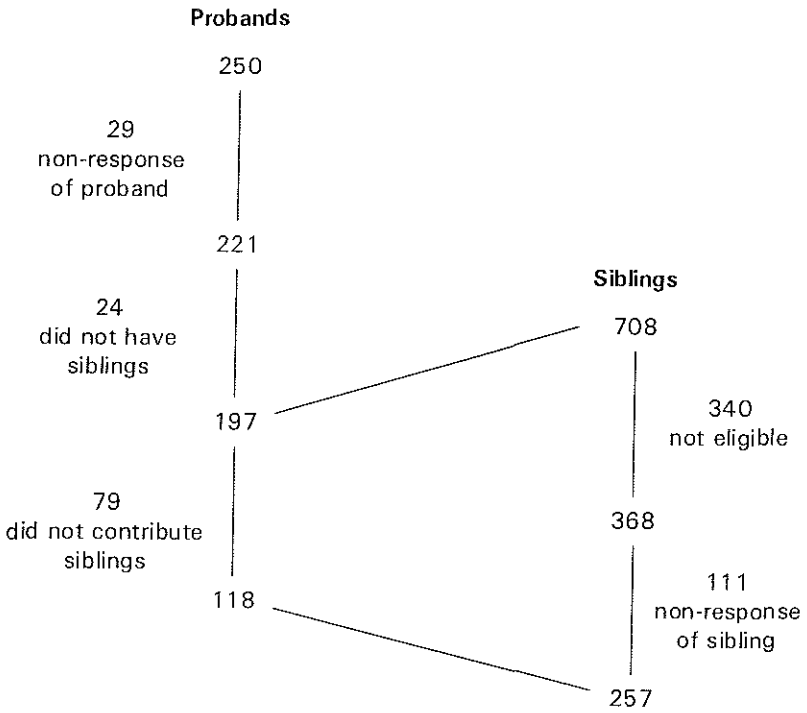 Probands
250
29
non-response
of proband
221
24
did not have
siblings
197
79
did not contribute
siblings
118
Siblings
708
340
not eligible
368
111
non-response
of sibling
257